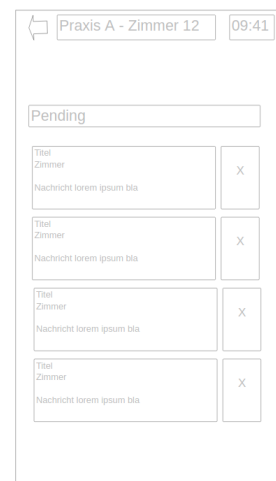 Praxis A - Zimmer 12 09:41
Pending
Titel
Zimmer
X
Nachricht lorem ipsum bla
Titel
Zimmer
X
Nachricht lorem ipsum bla
Titel
Zimmer
X
Nachricht lorem ipsum bla
Titel
Zimmer
X
Nachricht lorem ipsum bla